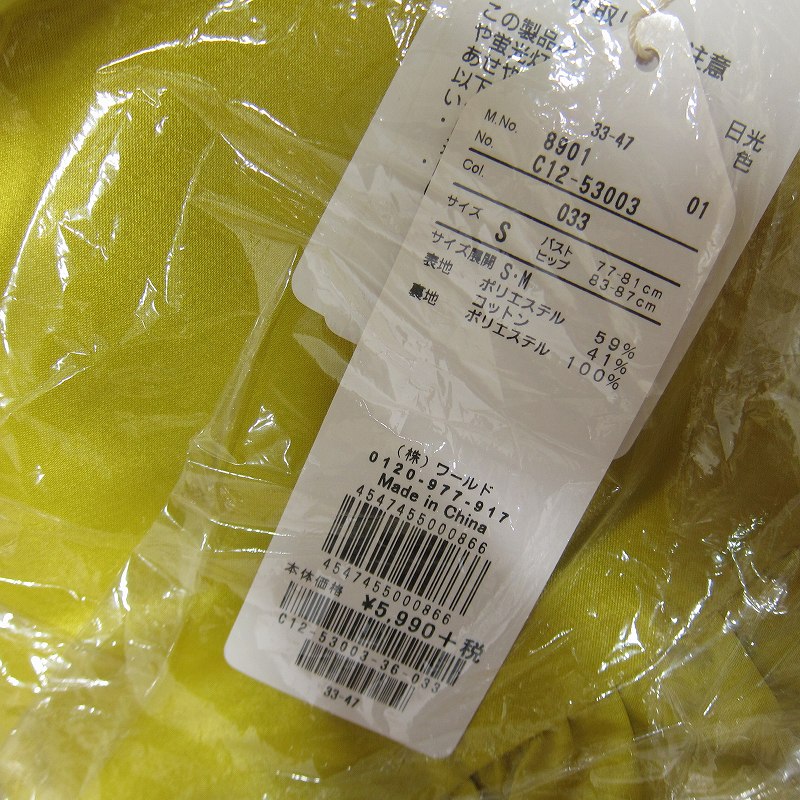 この製品
や蛍光灯
あせや
以下
い
注意
日光
色
33-47
M.No. 8901
No. C12-53003 01
Col. 033
サイズ S バスト 77-81cm
ヒップ 83-87cm
サイズ展開 S・M
表地 ポリエステル 59%
コットン 41%
裏地 ポリエステル 100%
(株)ワールド
0120-977-917
Made in China
4547455000866
4547455000866
本体価格 ¥5,990+税
C12-53003-36-033
33-47